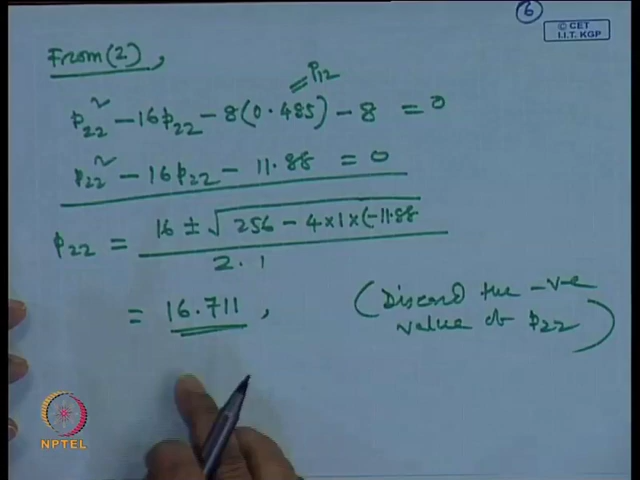 6
© CET
I.I.T. KGP
From (2),
p₁₂
p₂₂² − 16p₂₂ − 8(0.485) − 8 = 0
p₂₂² − 16p₂₂ − 11.88 = 0
p₂₂ = 16 ± √256 − 4×1×(−11.88
2.1
= 16.711,
(Discard the −ve
value of p₂₂)
NPTEL